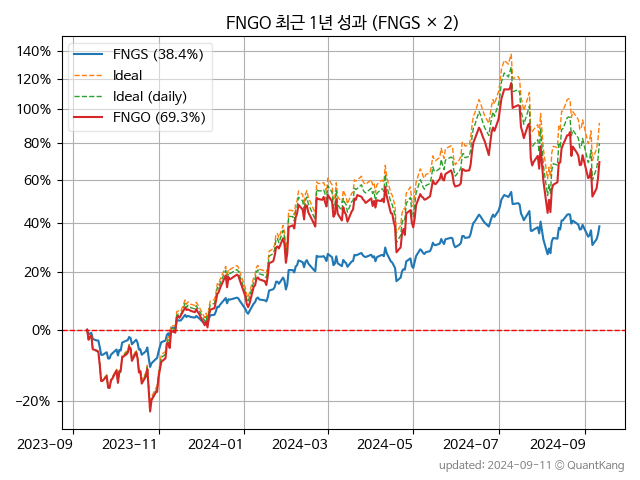 FNGO 최근 1년 성과 (FNGS × 2)
140%
120%
100%
80%
60%
40%
20%
0%
−20%
FNGS (38.4%)
Ideal
Ideal (daily)
FNGO (69.3%)
2023−09 2023−11 2024−01 2024−03 2024−05 2024−07 2024−09
updated: 2024-09-11 © QuantKang